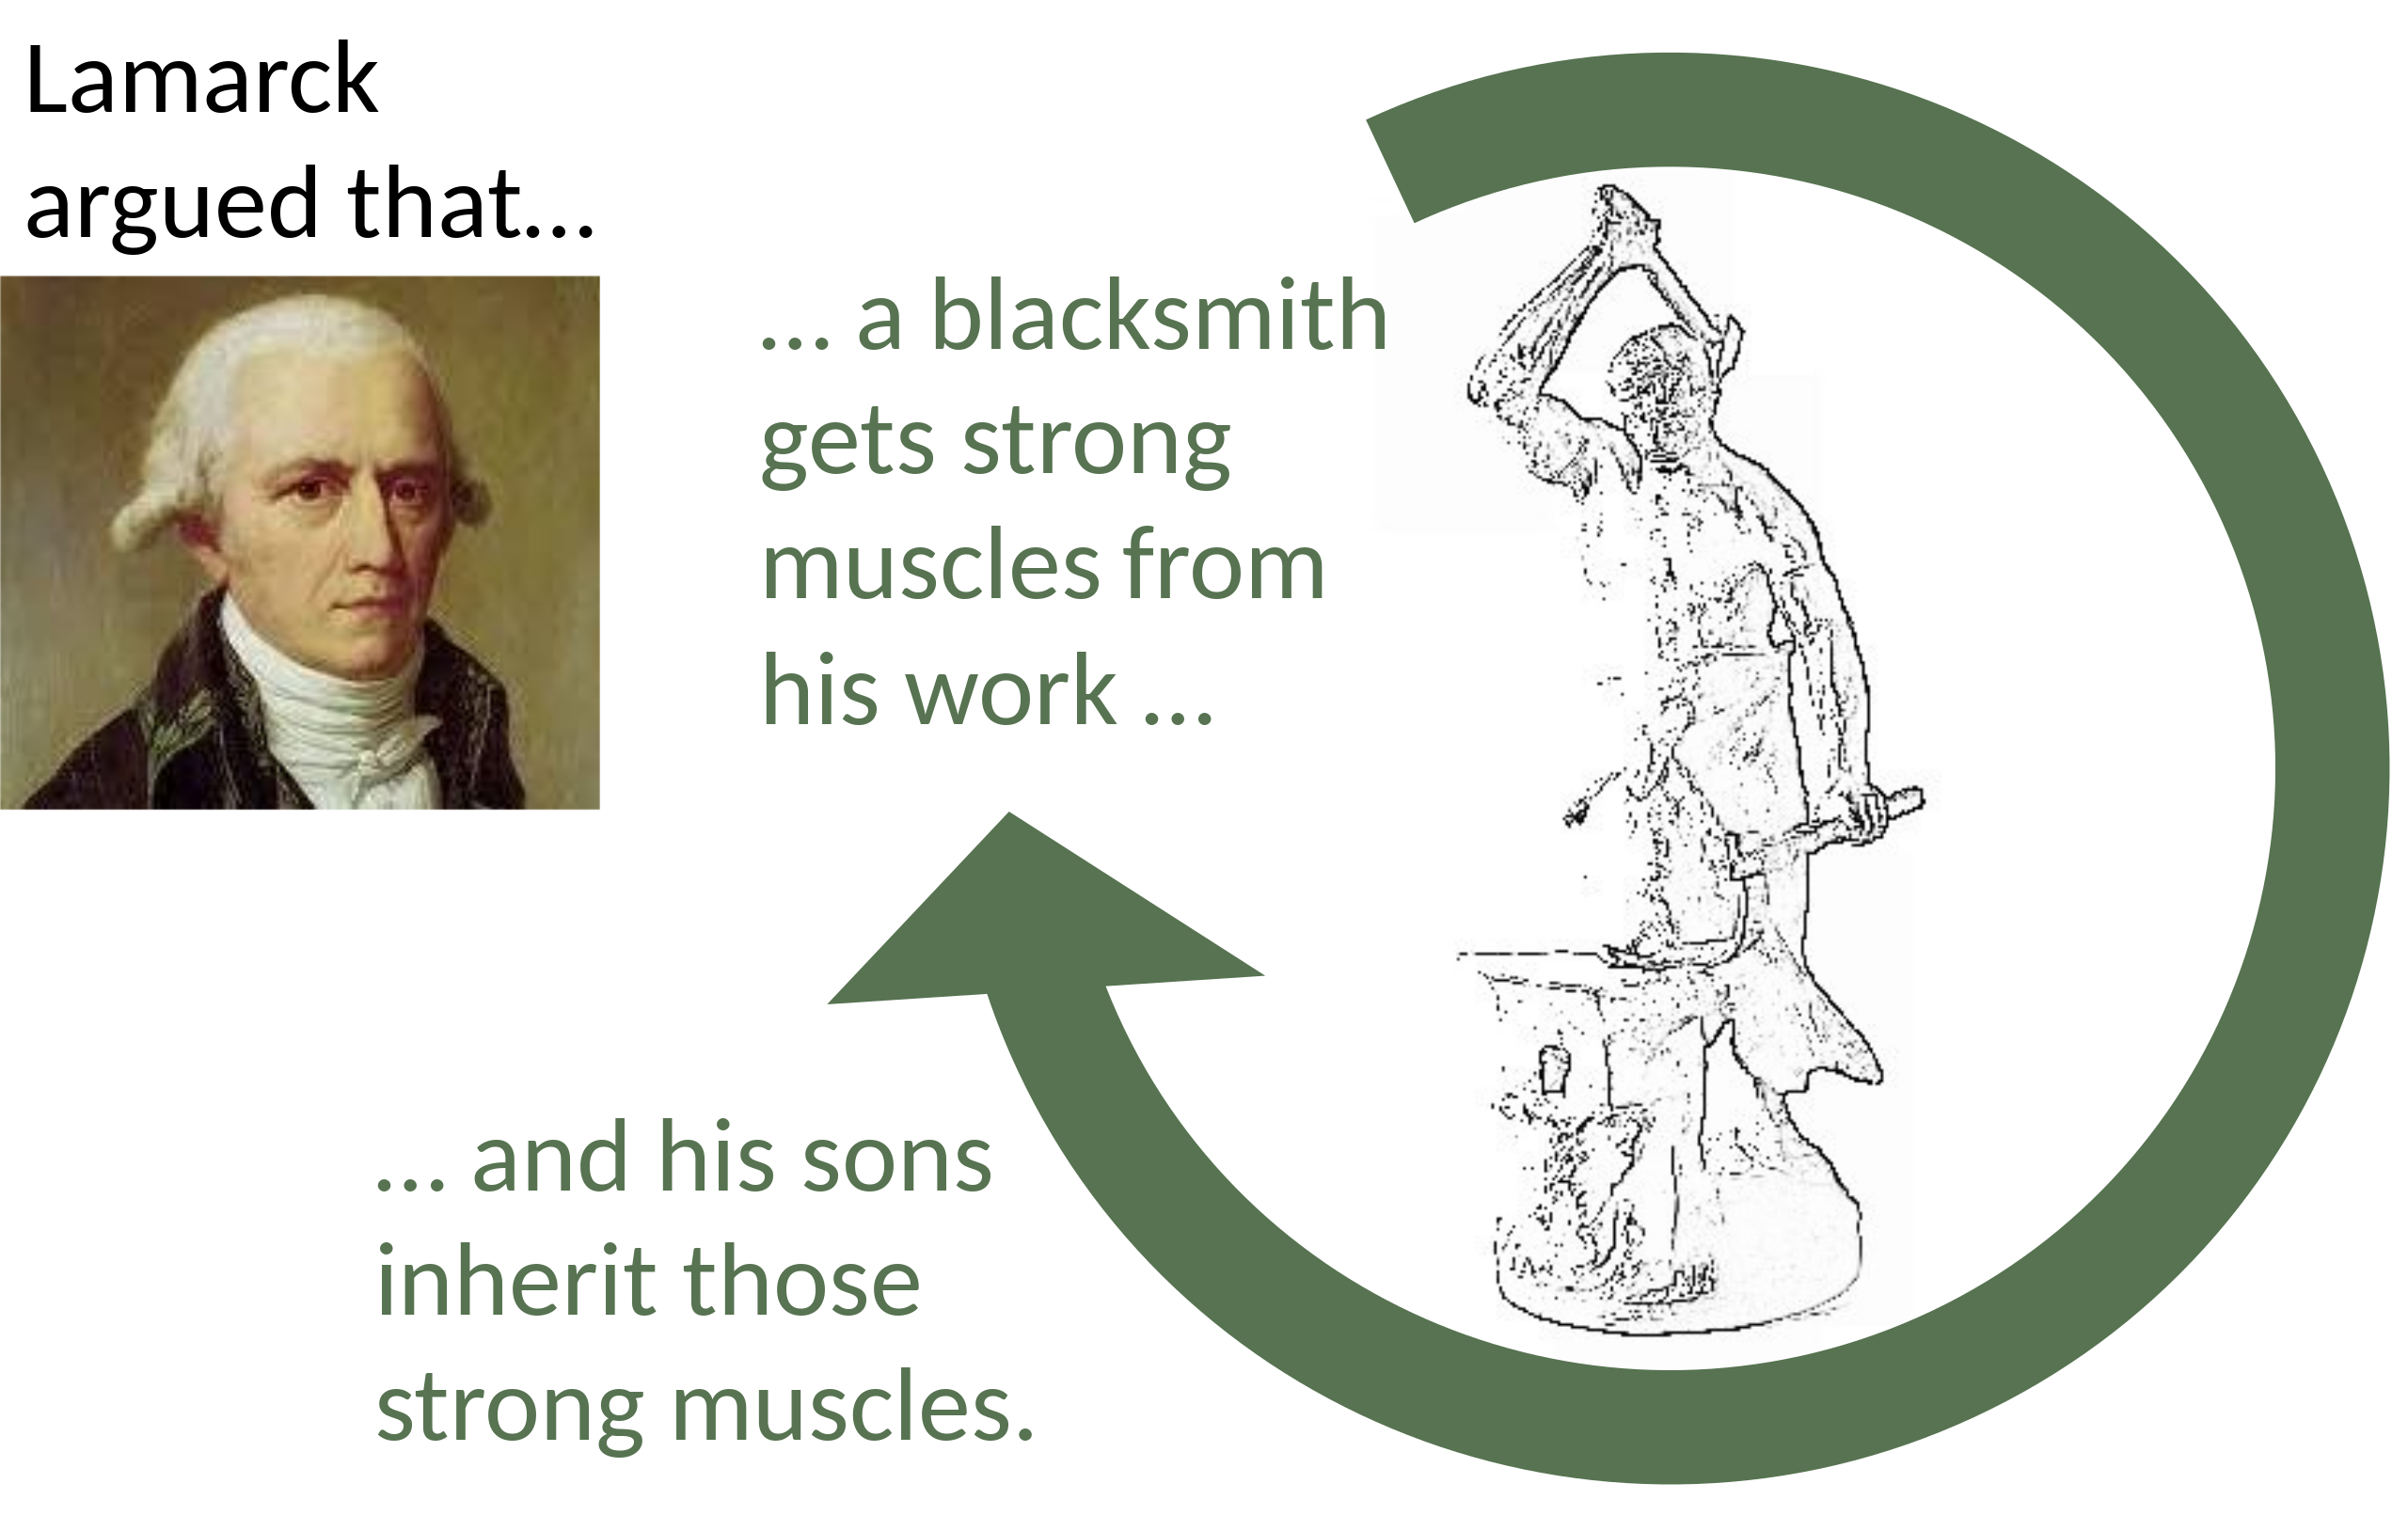 Lamarck
argued that...
... a blacksmith
gets strong
muscles from
his work ...
... and his sons
inherit those
strong muscles.